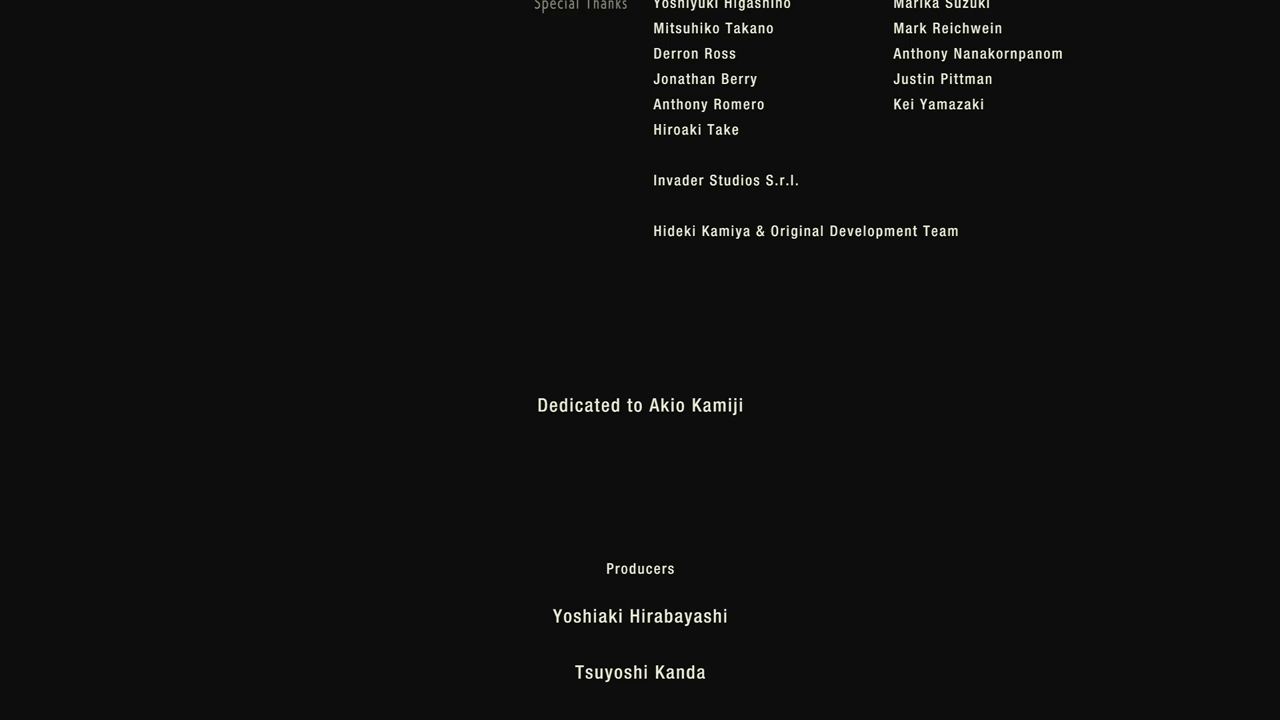 Special Thanks
Yoshiyuki Higashino
Marika Suzuki
Mitsuhiko Takano
Mark Reichwein
Derron Ross
Anthony Nanakornpanom
Jonathan Berry
Justin Pittman
Anthony Romero
Kei Yamazaki
Hiroaki Take
Invader Studios S.r.l.
Hideki Kamiya & Original Development Team
Dedicated to Akio Kamiji
Producers
Yoshiaki Hirabayashi
Tsuyoshi Kanda